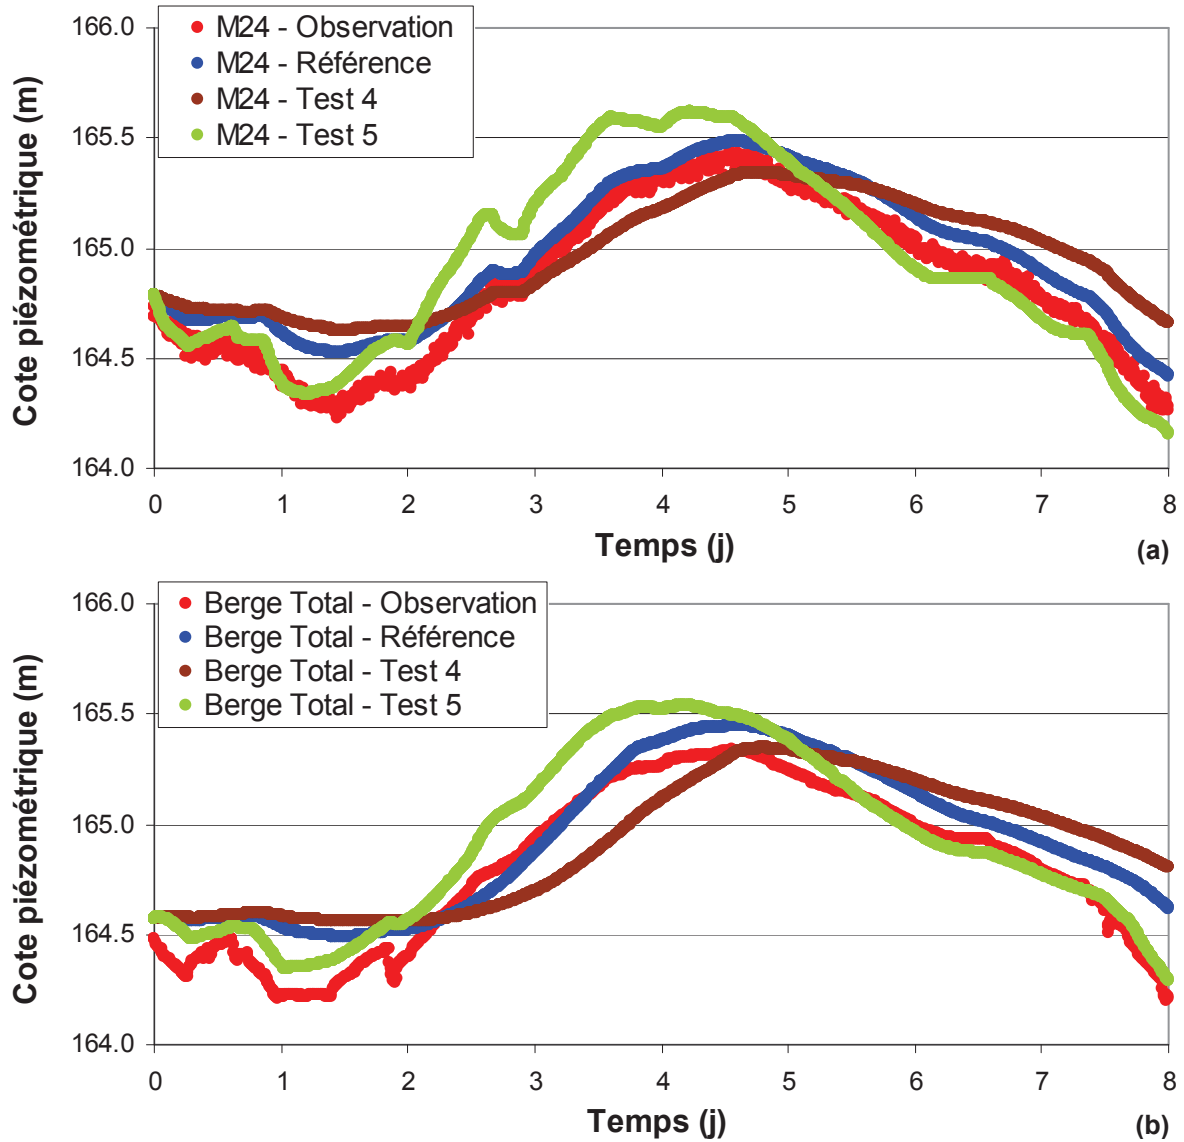 166.0
165.5
165.0
164.5
164.0
Cote piézométrique (m)
M24 - Observation
M24 - Référence
M24 - Test 4
M24 - Test 5
0 1 2 3 4 5 6 7 8
Temps (j)
(a)
166.0
165.5
165.0
164.5
164.0
Cote piézométrique (m)
Berge Total - Observation
Berge Total - Référence
Berge Total - Test 4
Berge Total - Test 5
0 1 2 3 4 5 6 7 8
Temps (j)
(b)